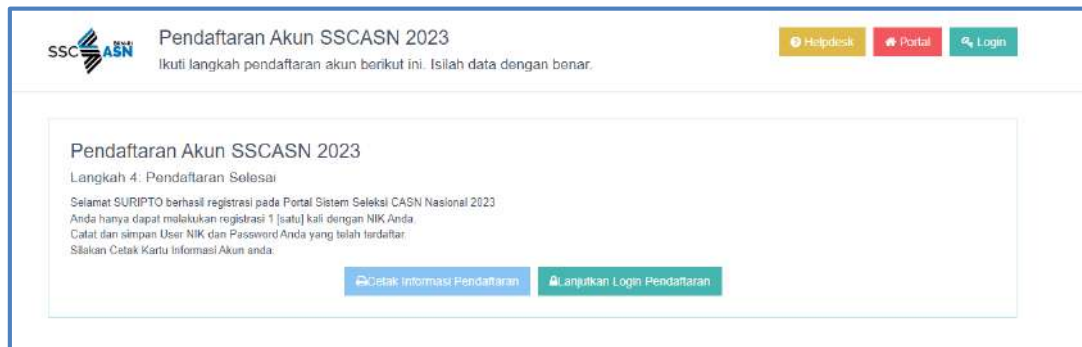 SSCASN
Pendaftaran Akun SSCASN 2023
Ikuti langkah pendaftaran akun berikut ini. Isilah data dengan benar.
Helpdesk
Portal
Login
Pendaftaran Akun SSCASN 2023
Langkah 4: Pendaftaran Selesai
Selamat SURIPTO berhasil registrasi pada Portal Sistem Seleksi CASN Nasional 2023
Anda hanya dapat melakukan registrasi 1 [satu] kali dengan NIK Anda.
Catat dan simpan User NIK dan Password Anda yang telah terdaftar.
Silakan Cetak Kartu Informasi Akun anda.
Cetak Informasi Pendaftaran
Lanjutkan Login Pendaftaran